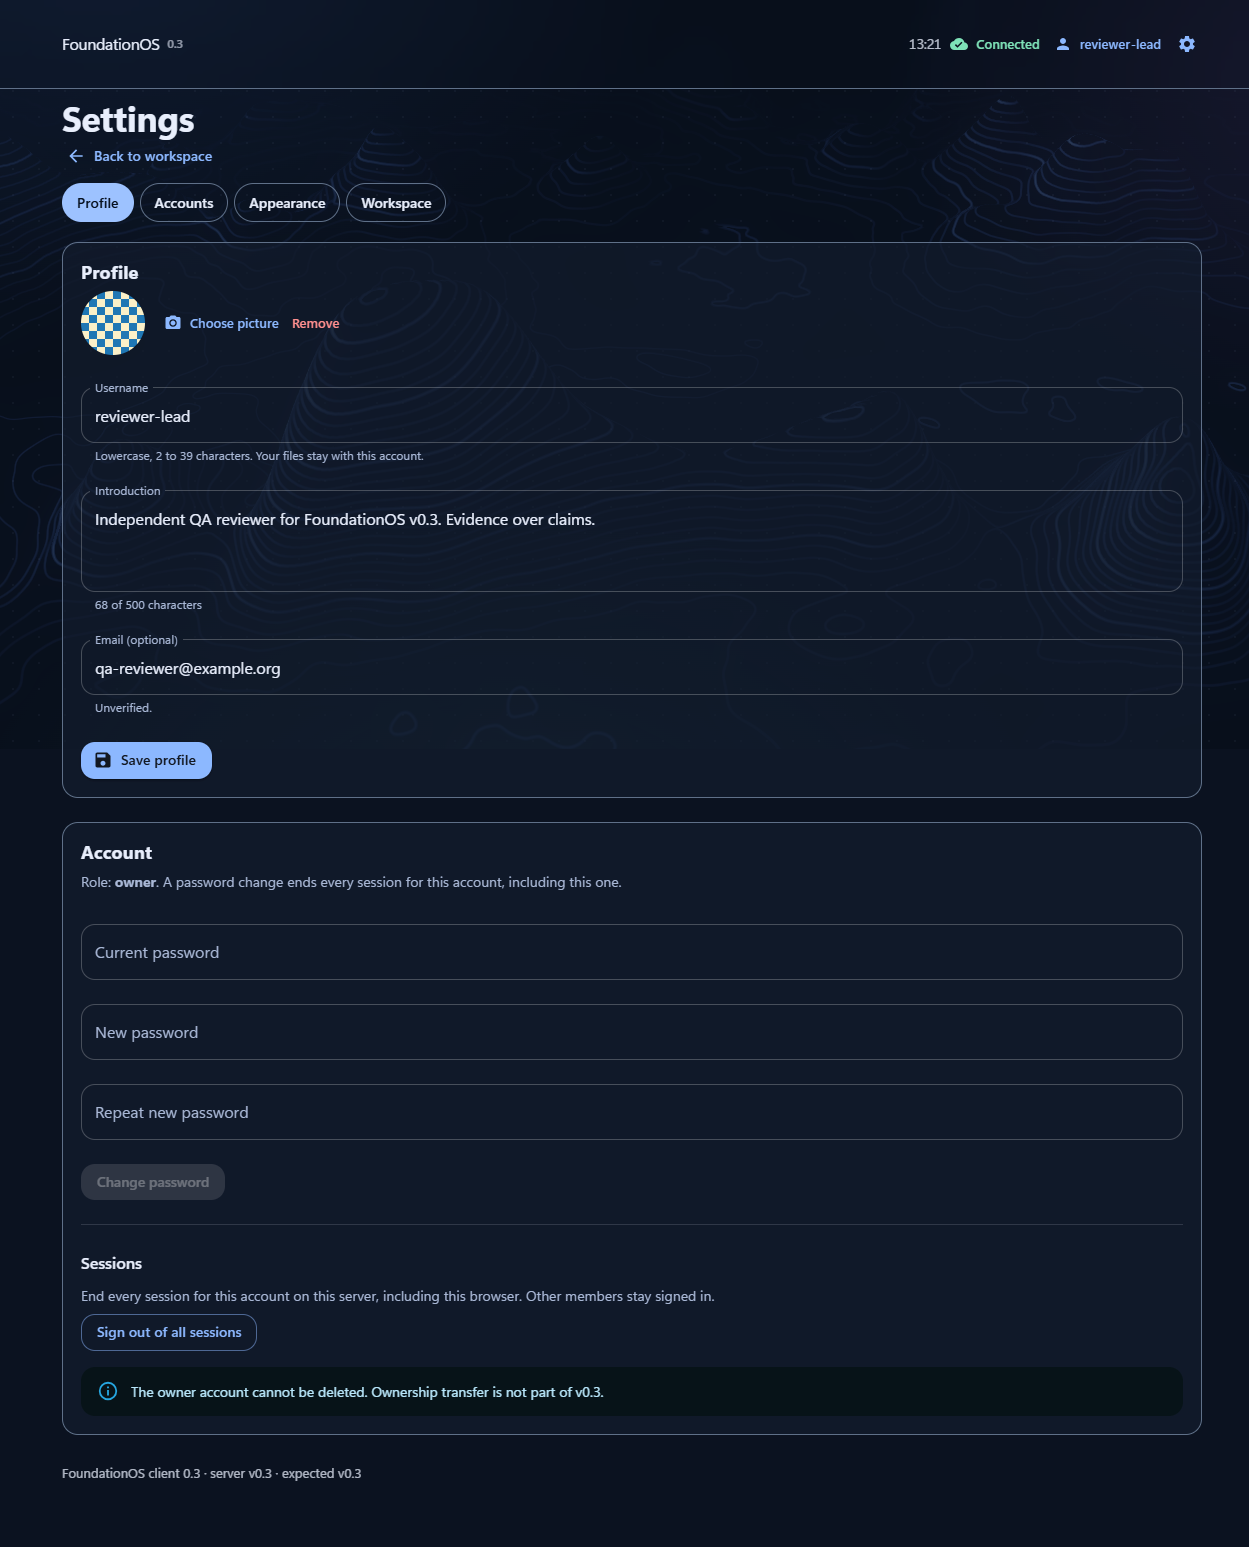 FoundationOS 0.3
13:21 Connected reviewer-lead
Settings
Back to workspace
Profile Accounts Appearance Workspace
Profile
Choose picture Remove
Username
reviewer-lead
Lowercase, 2 to 39 characters. Your files stay with this account.
Introduction
Independent QA reviewer for FoundationOS v0.3. Evidence over claims.
68 of 500 characters
Email (optional)
qa-reviewer@example.org
Unverified.
Save profile
Account
Role: owner. A password change ends every session for this account, including this one.
Current password
New password
Repeat new password
Change password
Sessions
End every session for this account on this server, including this browser. Other members stay signed in.
Sign out of all sessions
The owner account cannot be deleted. Ownership transfer is not part of v0.3.
FoundationOS client 0.3 · server v0.3 · expected v0.3